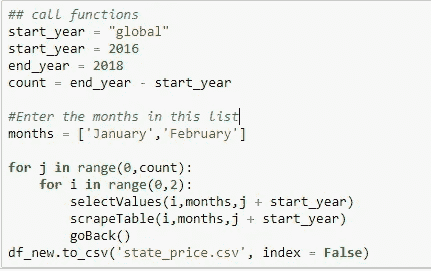 ## call functions
start_year = "global"
start_year = 2016
end_year = 2018
count = end_year - start_year
#Enter the months in this list
months = ['January','February']
for j in range(0,count):
    for i in range(0,2):
        selectValues(i,months,j + start_year)
        scrapeTable(i,months,j + start_year)
        goBack()
df_new.to_csv('state_price.csv', index = False)